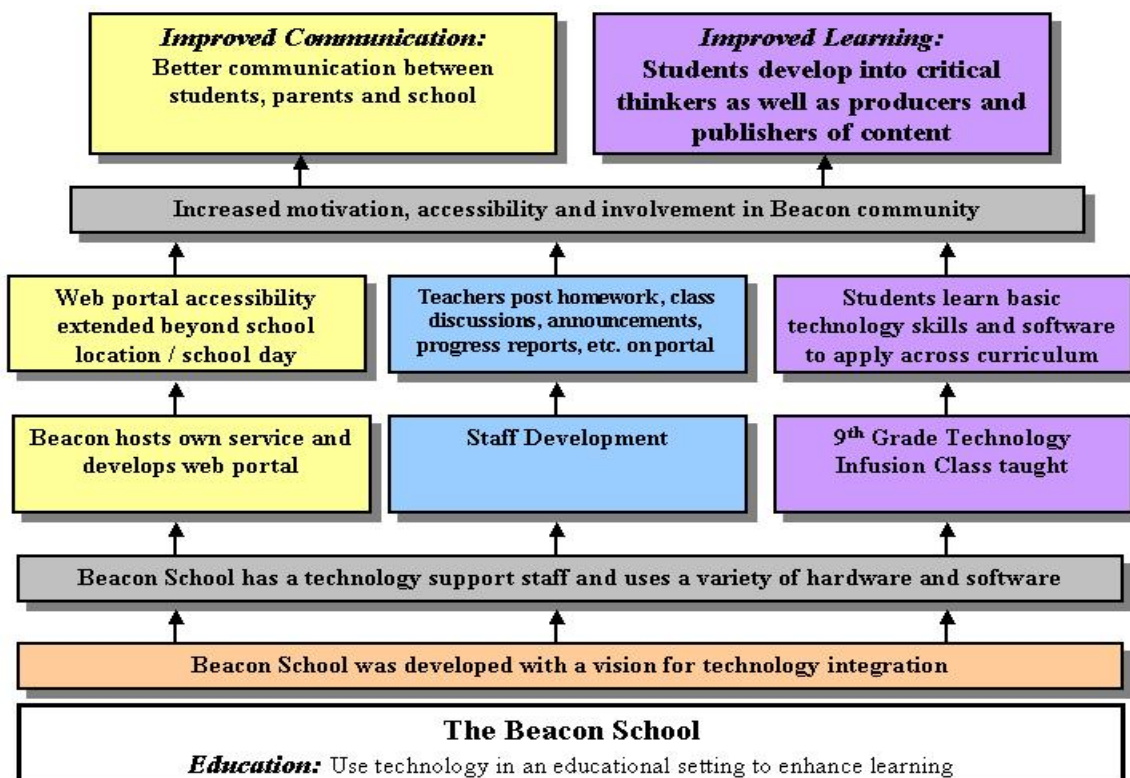 Improved Communication:
Better communication between
students, parents and school
Improved Learning:
Students develop into critical
thinkers as well as producers and
publishers of content
Increased motivation, accessibility and involvement in Beacon community
Web portal accessibility
extended beyond school
location / school day
Teachers post homework, class
discussions, announcements,
progress reports, etc. on portal
Students learn basic
technology skills and software
to apply across curriculum
Beacon hosts own service and
develops web portal
Staff Development
9th Grade Technology
Infusion Class taught
Beacon School has a technology support staff and uses a variety of hardware and software
Beacon School was developed with a vision for technology integration
The Beacon School
Education: Use technology in an educational setting to enhance learning